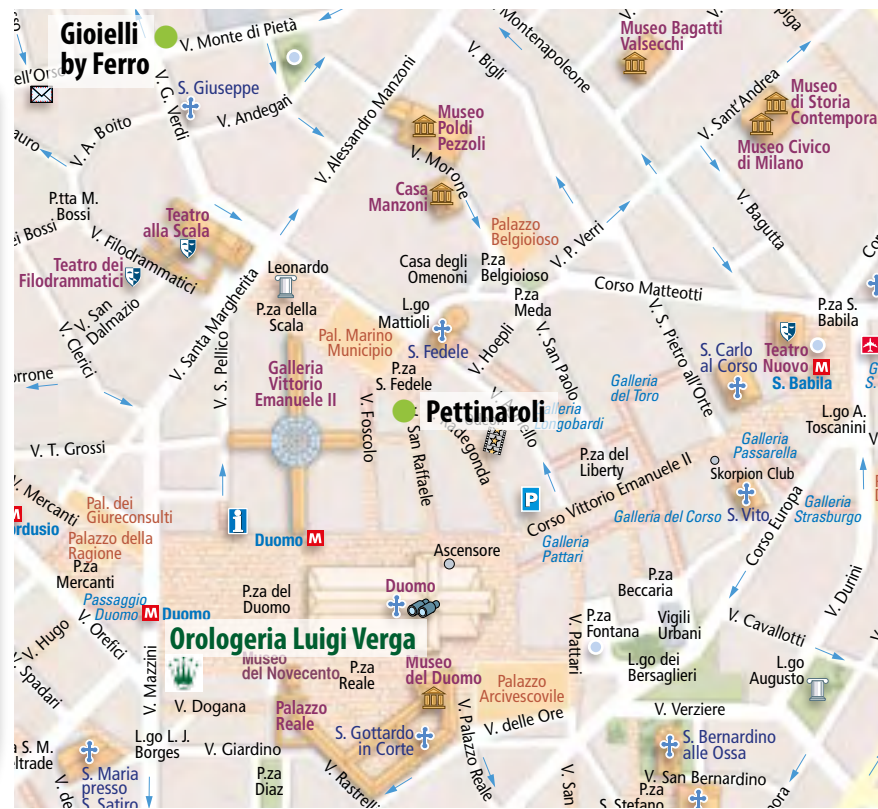 Gioielli
by Ferro
V. Monte di Pietà
V. G. Verdi
S. Giuseppe
V. Andegari
V. A. Boito
V. Alessandro Manzoni
V. Bigli
V. Montenapoleone
Museo Bagatti
Valsecchi
V. Sant'Andrea
Museo
di Storia
Contempora
Museo Civico
di Milano
Museo
Poldi
Pezzoli
V. Morone
Casa
Manzoni
V. Bagutta
P.tta M.
Bossi
ei Bossi
Teatro
alla Scala
V. Filodrammatici
Teatro dei
Filodrammatici
Palazzo
Belgioioso
P.za
Belgioioso
V. P. Verri
Leonardo
Casa degli
Omenoni
Corso Matteotti
V. San
Dalmazio
V. Clerici
V. Santa Margherita
P.za della
Scala
L.go
Mattioli
P.za
Meda
P.za S.
Babila
V. S. Pellico
Pal. Marino
Municipio
S. Fedele
V. Hoepli
V. San Paolo
V. S. Pietro all'Orte
S. Carlo
al Corso
Teatro
Nuovo
M
S. Babila
Galleria
Vittorio
Emanuele II
P.za
S. Fedele
V. Foscolo
Pettinaroli
V. San Raffaele
Galleria
del Toro
L.go A.
Toscanini
V. T. Grossi
P.za del
Liberty
Galleria
Passarella
Skorpion Club
V. Mercanti
Pal. dei
Giureconsulti
Palazzo della
Ragione
P.za
Mercanti
i
Duomo M
P
Corso Vittorio Emanuele II
Galleria del Corso
S. Vito
Galleria
Strasburgo
Corso Europa
Galleria
Pattari
Ascensore
Passaggio
Duomo
M Duomo
P.za del
Duomo
Duomo
P.za
Beccaria
V. Durini
V. Hugo
V. Orefici
Orologeria Luigi Verga
V. Pattari
P.za
Fontana
Vigili
Urbani
V. Cavallotti
V. Spadari
V. Mazzini
Museo
del Novecento
P.za
Reale
Museo
del Duomo
Palazzo
Arcivescovile
L.go dei
Bersaglieri
L.go
Augusto
V. Dogana
Palazzo
Reale
V. Palazzo Reale
V. delle Ore
V. Verziere
L.go L. J.
Borges
V. Giardino
S. Gottardo
in Corte
S. Bernardino
alle Ossa
S. Maria
presso
S. Satiro
P.za
Diaz
V. Rastrelli
V. San
V. San Bernardino
P.za
S. Stefano